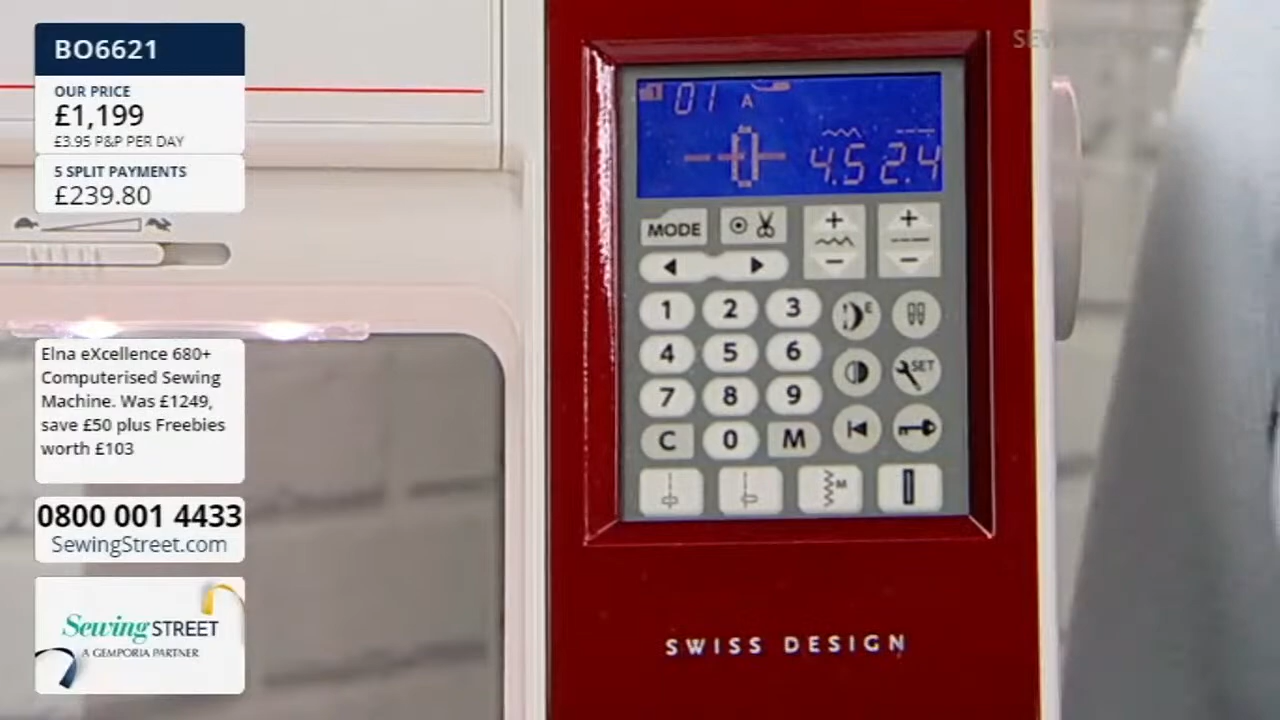 BO6621
OUR PRICE
£1,199
£3.95 P&P PER DAY
5 SPLIT PAYMENTS
£239.80
Elna eXcellence 680+
Computerised Sewing
Machine. Was £1249,
save £50 plus Freebies
worth £103
0800 001 4433
SewingStreet.com
Sewing STREET
A GEMPORIA PARTNER
1 01 A
4.5 2.4
MODE
+ +
- -
1 2 3 E
4 5 6 SET
7 8 9
C 0 M
M
SWISS DESIGN